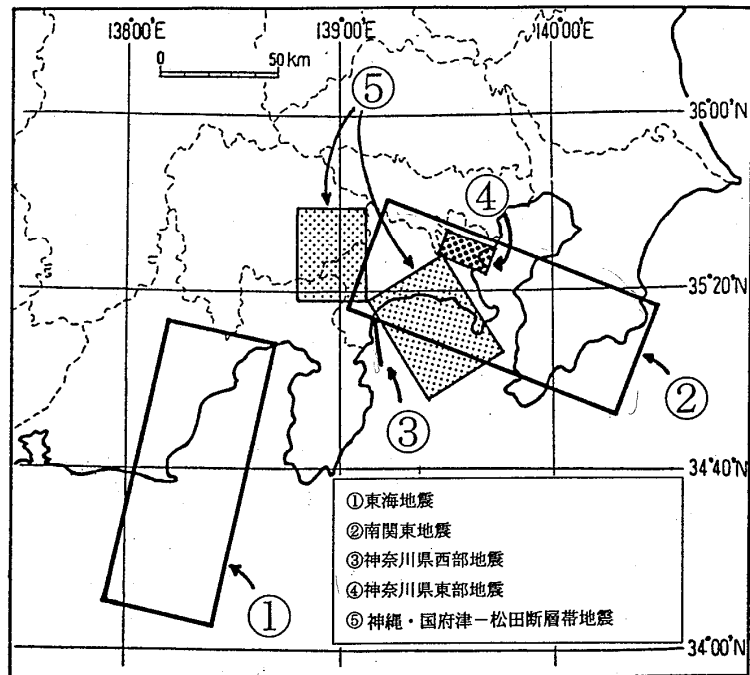 138°00'E
139°00'E
140°00'E
0 50km
⑤
36°00'N
④
35°20'N
②
③
34°40'N
①東海地震
②南関東地震
③神奈川県西部地震
④神奈川県東部地震
⑤神縄・国府津－松田断層帯地震
①
34°00'N